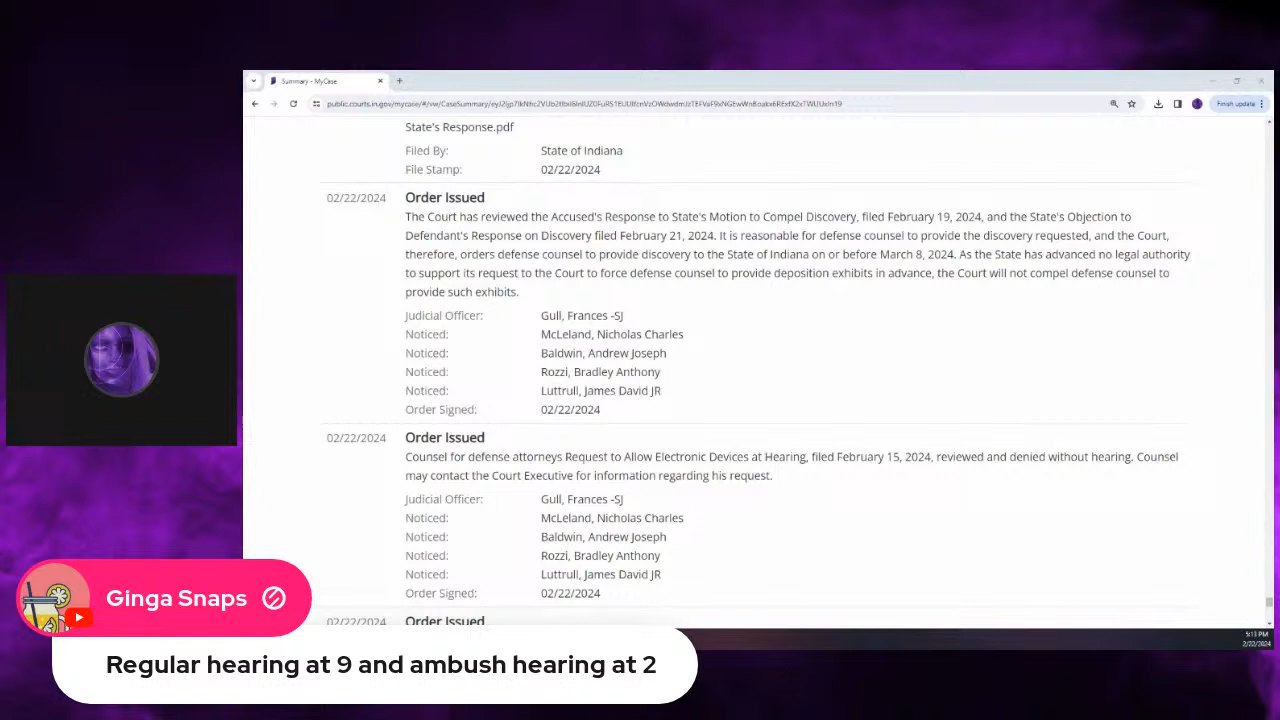 Summary - MyCase
Finish update
State's Response.pdf
Filed By: State of Indiana
File Stamp: 02/22/2024
02/22/2024 Order Issued
The Court has reviewed the Accused's Response to State's Motion to Compel Discovery, filed February 19, 2024, and the State's Objection to
Defendant's Response on Discovery filed February 21, 2024. It is reasonable for defense counsel to provide the discovery requested, and the Court,
therefore, orders defense counsel to provide discovery to the State of Indiana on or before March 8, 2024. As the State has advanced no legal authority
to support its request to the Court to force defense counsel to provide deposition exhibits in advance, the Court will not compel defense counsel to
provide such exhibits.
Judicial Officer: Gull, Frances -SJ
Noticed: McLeland, Nicholas Charles
Noticed: Baldwin, Andrew Joseph
Noticed: Rozzi, Bradley Anthony
Noticed: Luttrull, James David JR
Order Signed: 02/22/2024
02/22/2024 Order Issued
Counsel for defense attorneys Request to Allow Electronic Devices at Hearing, filed February 15, 2024, reviewed and denied without hearing. Counsel
may contact the Court Executive for information regarding his request.
Judicial Officer: Gull, Frances -SJ
Noticed: McLeland, Nicholas Charles
Noticed: Baldwin, Andrew Joseph
Noticed: Rozzi, Bradley Anthony
Noticed: Luttrull, James David JR
Order Signed: 02/22/2024
02/22/2024 Order Issued
5:13 PM
2/22/2024
Ginga Snaps
Regular hearing at 9 and ambush hearing at 2